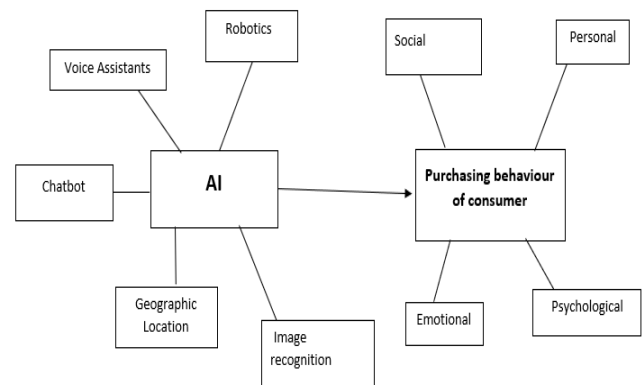 Robotics
Social
Personal
Voice Assistants
Chatbot
AI
Purchasing behaviour
of consumer
Geographic
Location
Image
recognition
Emotional
Psychological